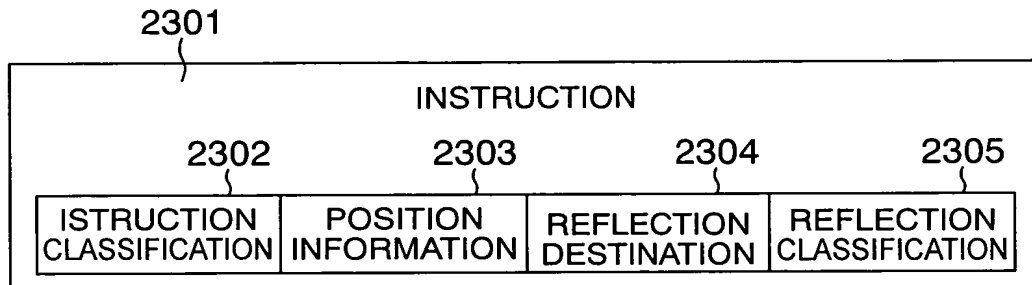 2301
INSTRUCTION
2302 2303 2304 2305
ISTRUCTION POSITION REFLECTION REFLECTION
CLASSIFICATION INFORMATION DESTINATION CLASSIFICATION